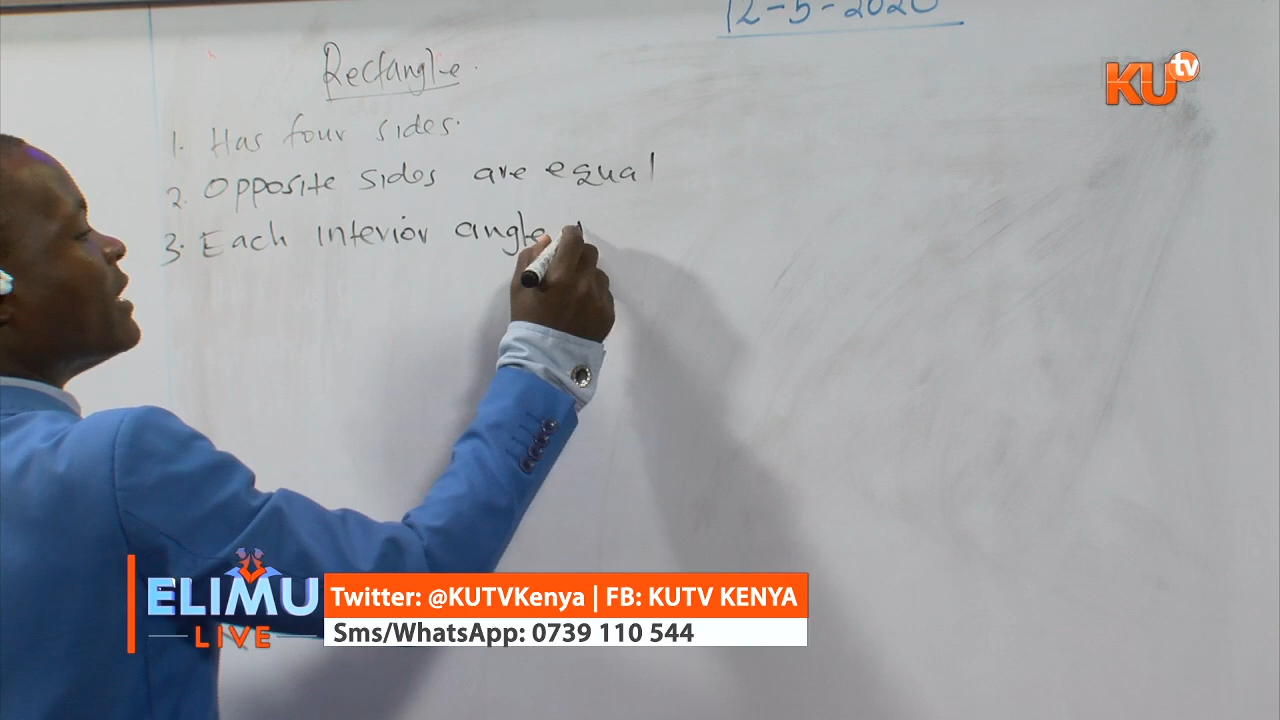 12-5-2020
KU tv
Rectangle.
1. Has four sides.
2. Opposite sides are equal
3. Each interior angle
ELIMU
LIVE
Twitter: @KUTVKenya | FB: KUTV KENYA
Sms/WhatsApp: 0739 110 544